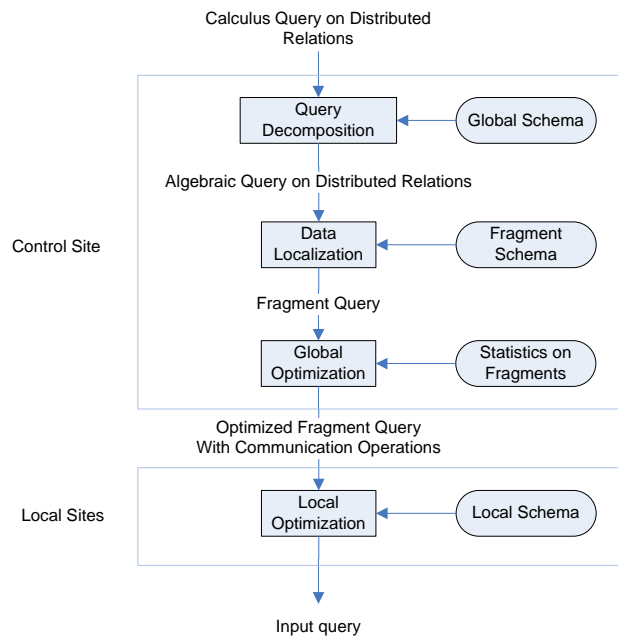 Calculus Query on Distributed
Relations
Query
Decomposition
Global Schema
Algebraic Query on Distributed Relations
Control Site
Data
Localization
Fragment
Schema
Fragment Query
Global
Optimization
Statistics on
Fragments
Optimized Fragment Query
With Communication Operations
Local Sites
Local
Optimization
Local Schema
Input query